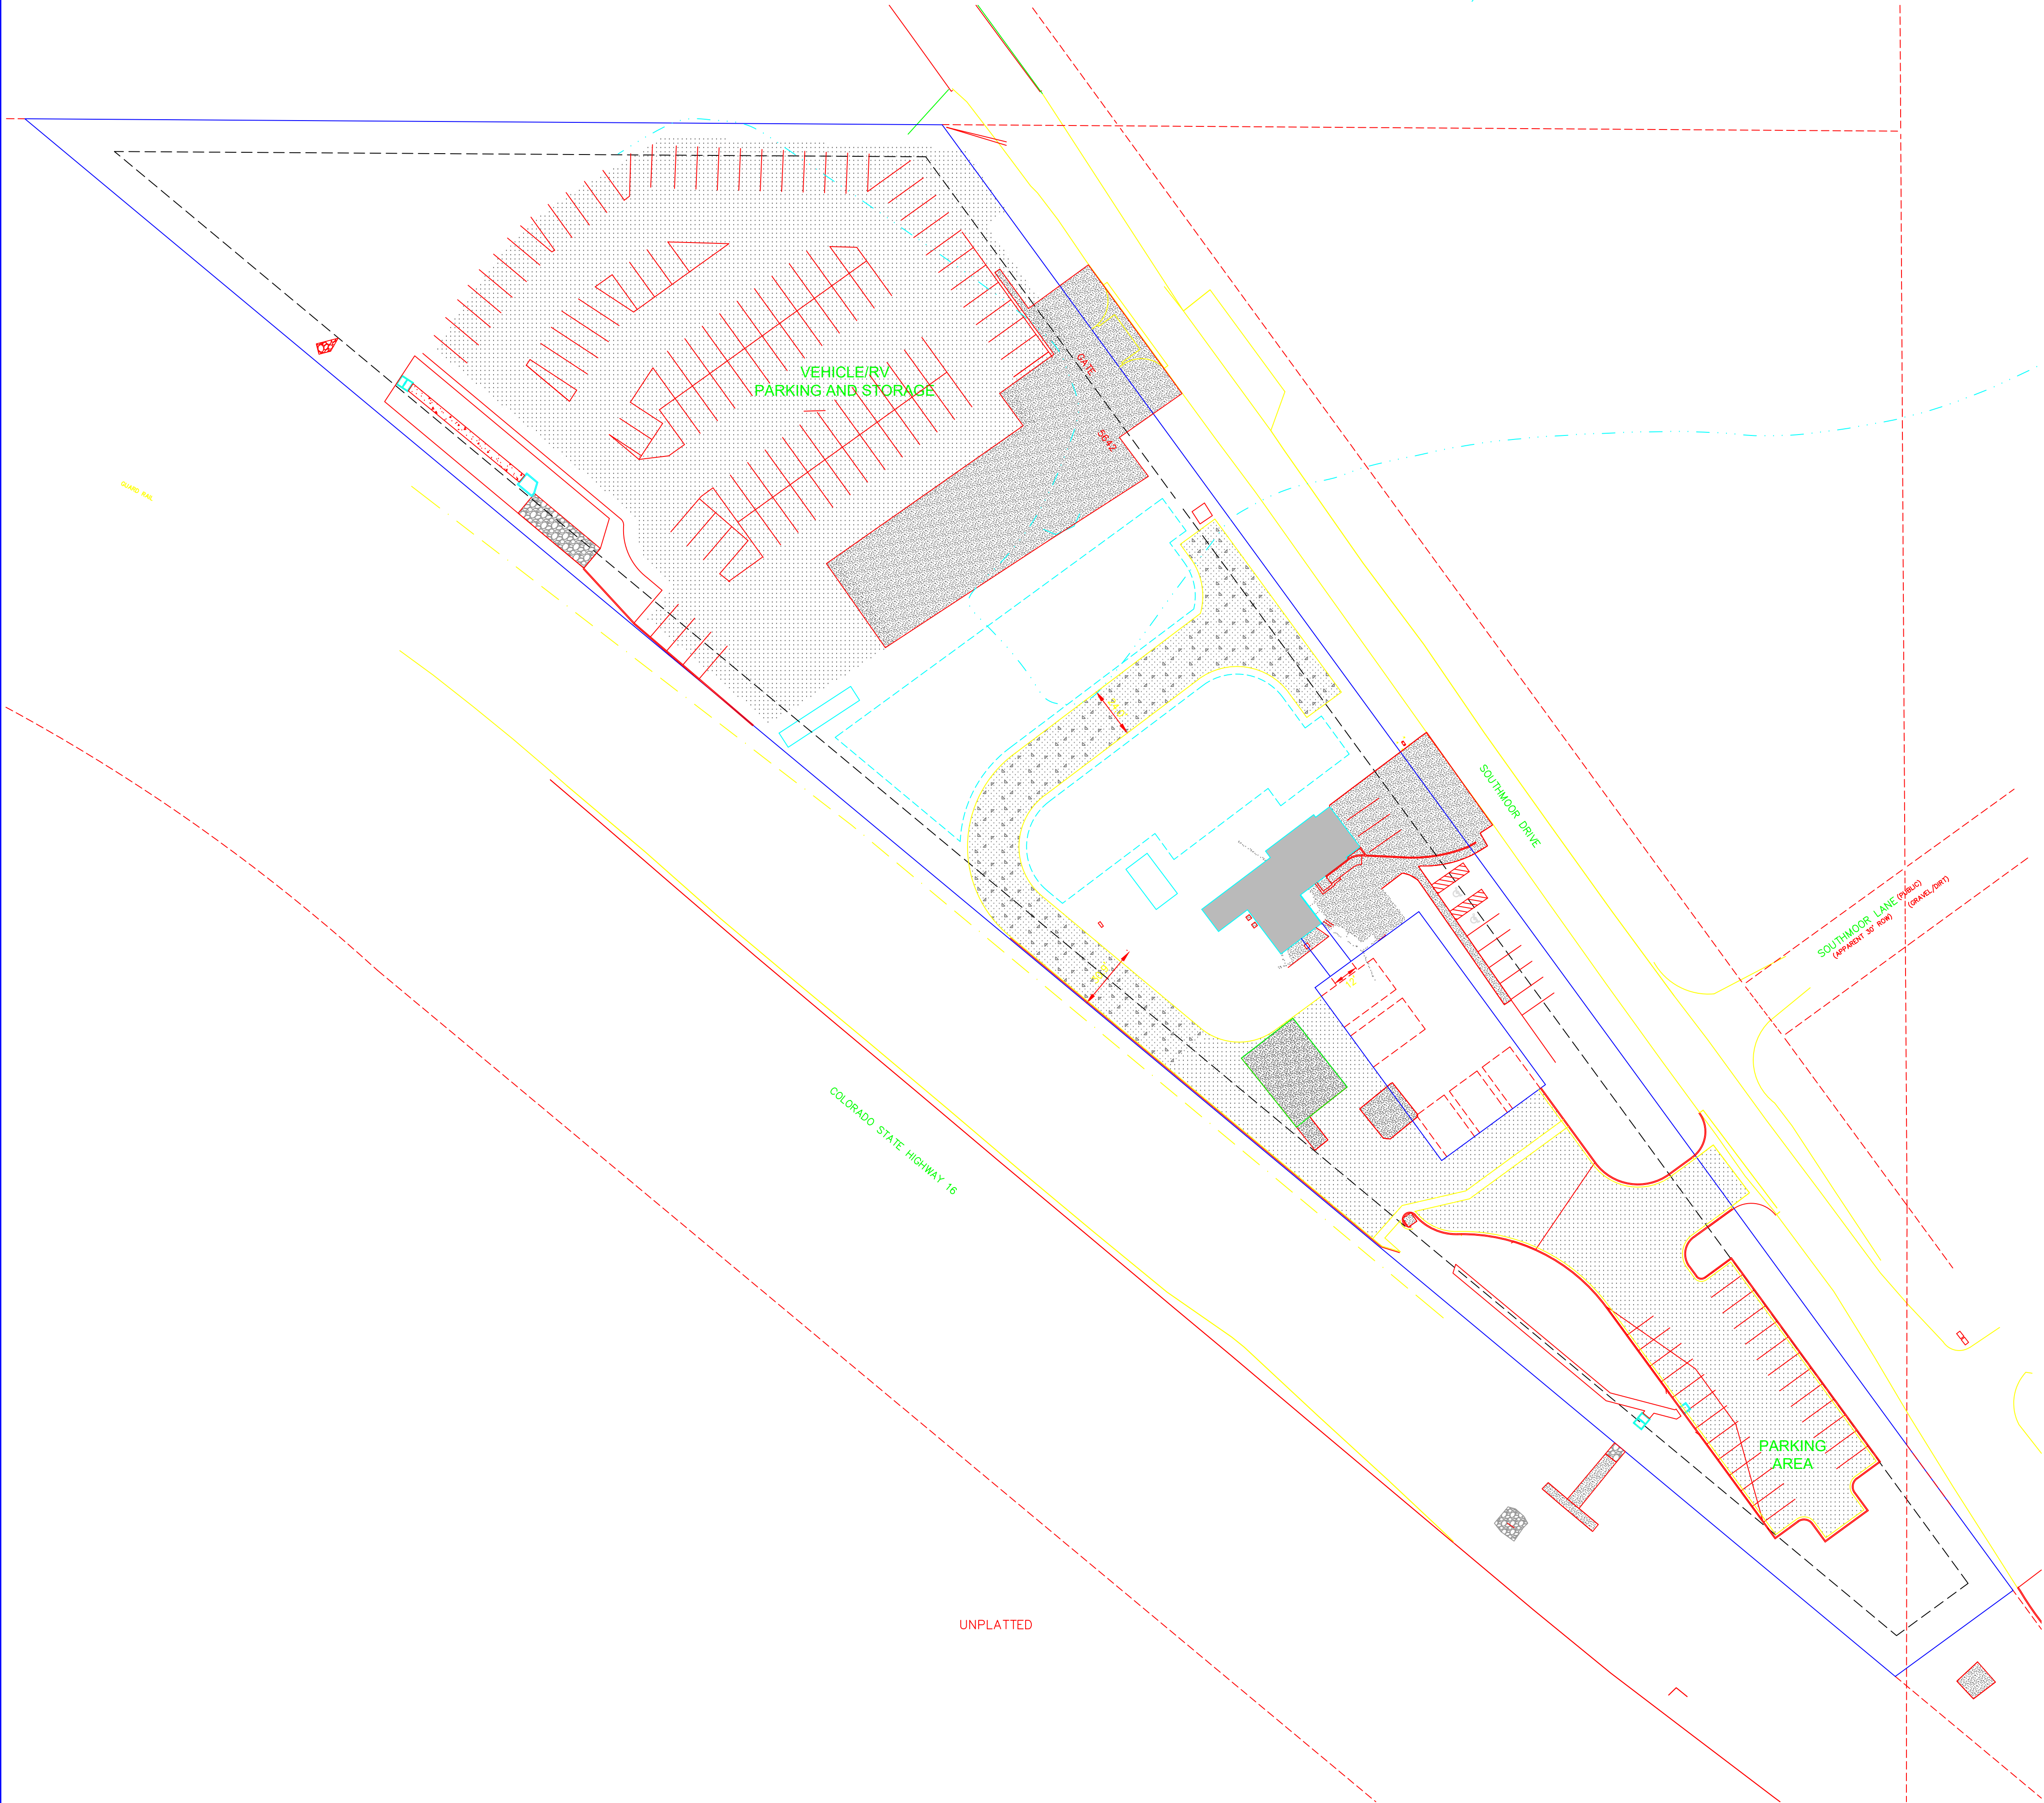 VEHICLE/RV
PARKING AND STORAGE
GATE
5642
SOUTHMOOR DRIVE
SOUTHMOOR LANE (PUBLIC)
(APPARENT 30' ROW)
(GRAVEL/DIRT)
COLORADO STATE HIGHWAY 16
PARKING
AREA
UNPLATTED